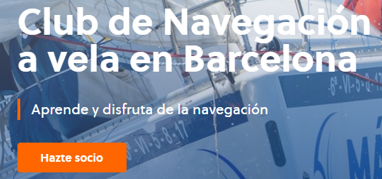 Club de Navegación
a vela en Barcelona
Aprende y disfruta de la navegación
Hazte socio